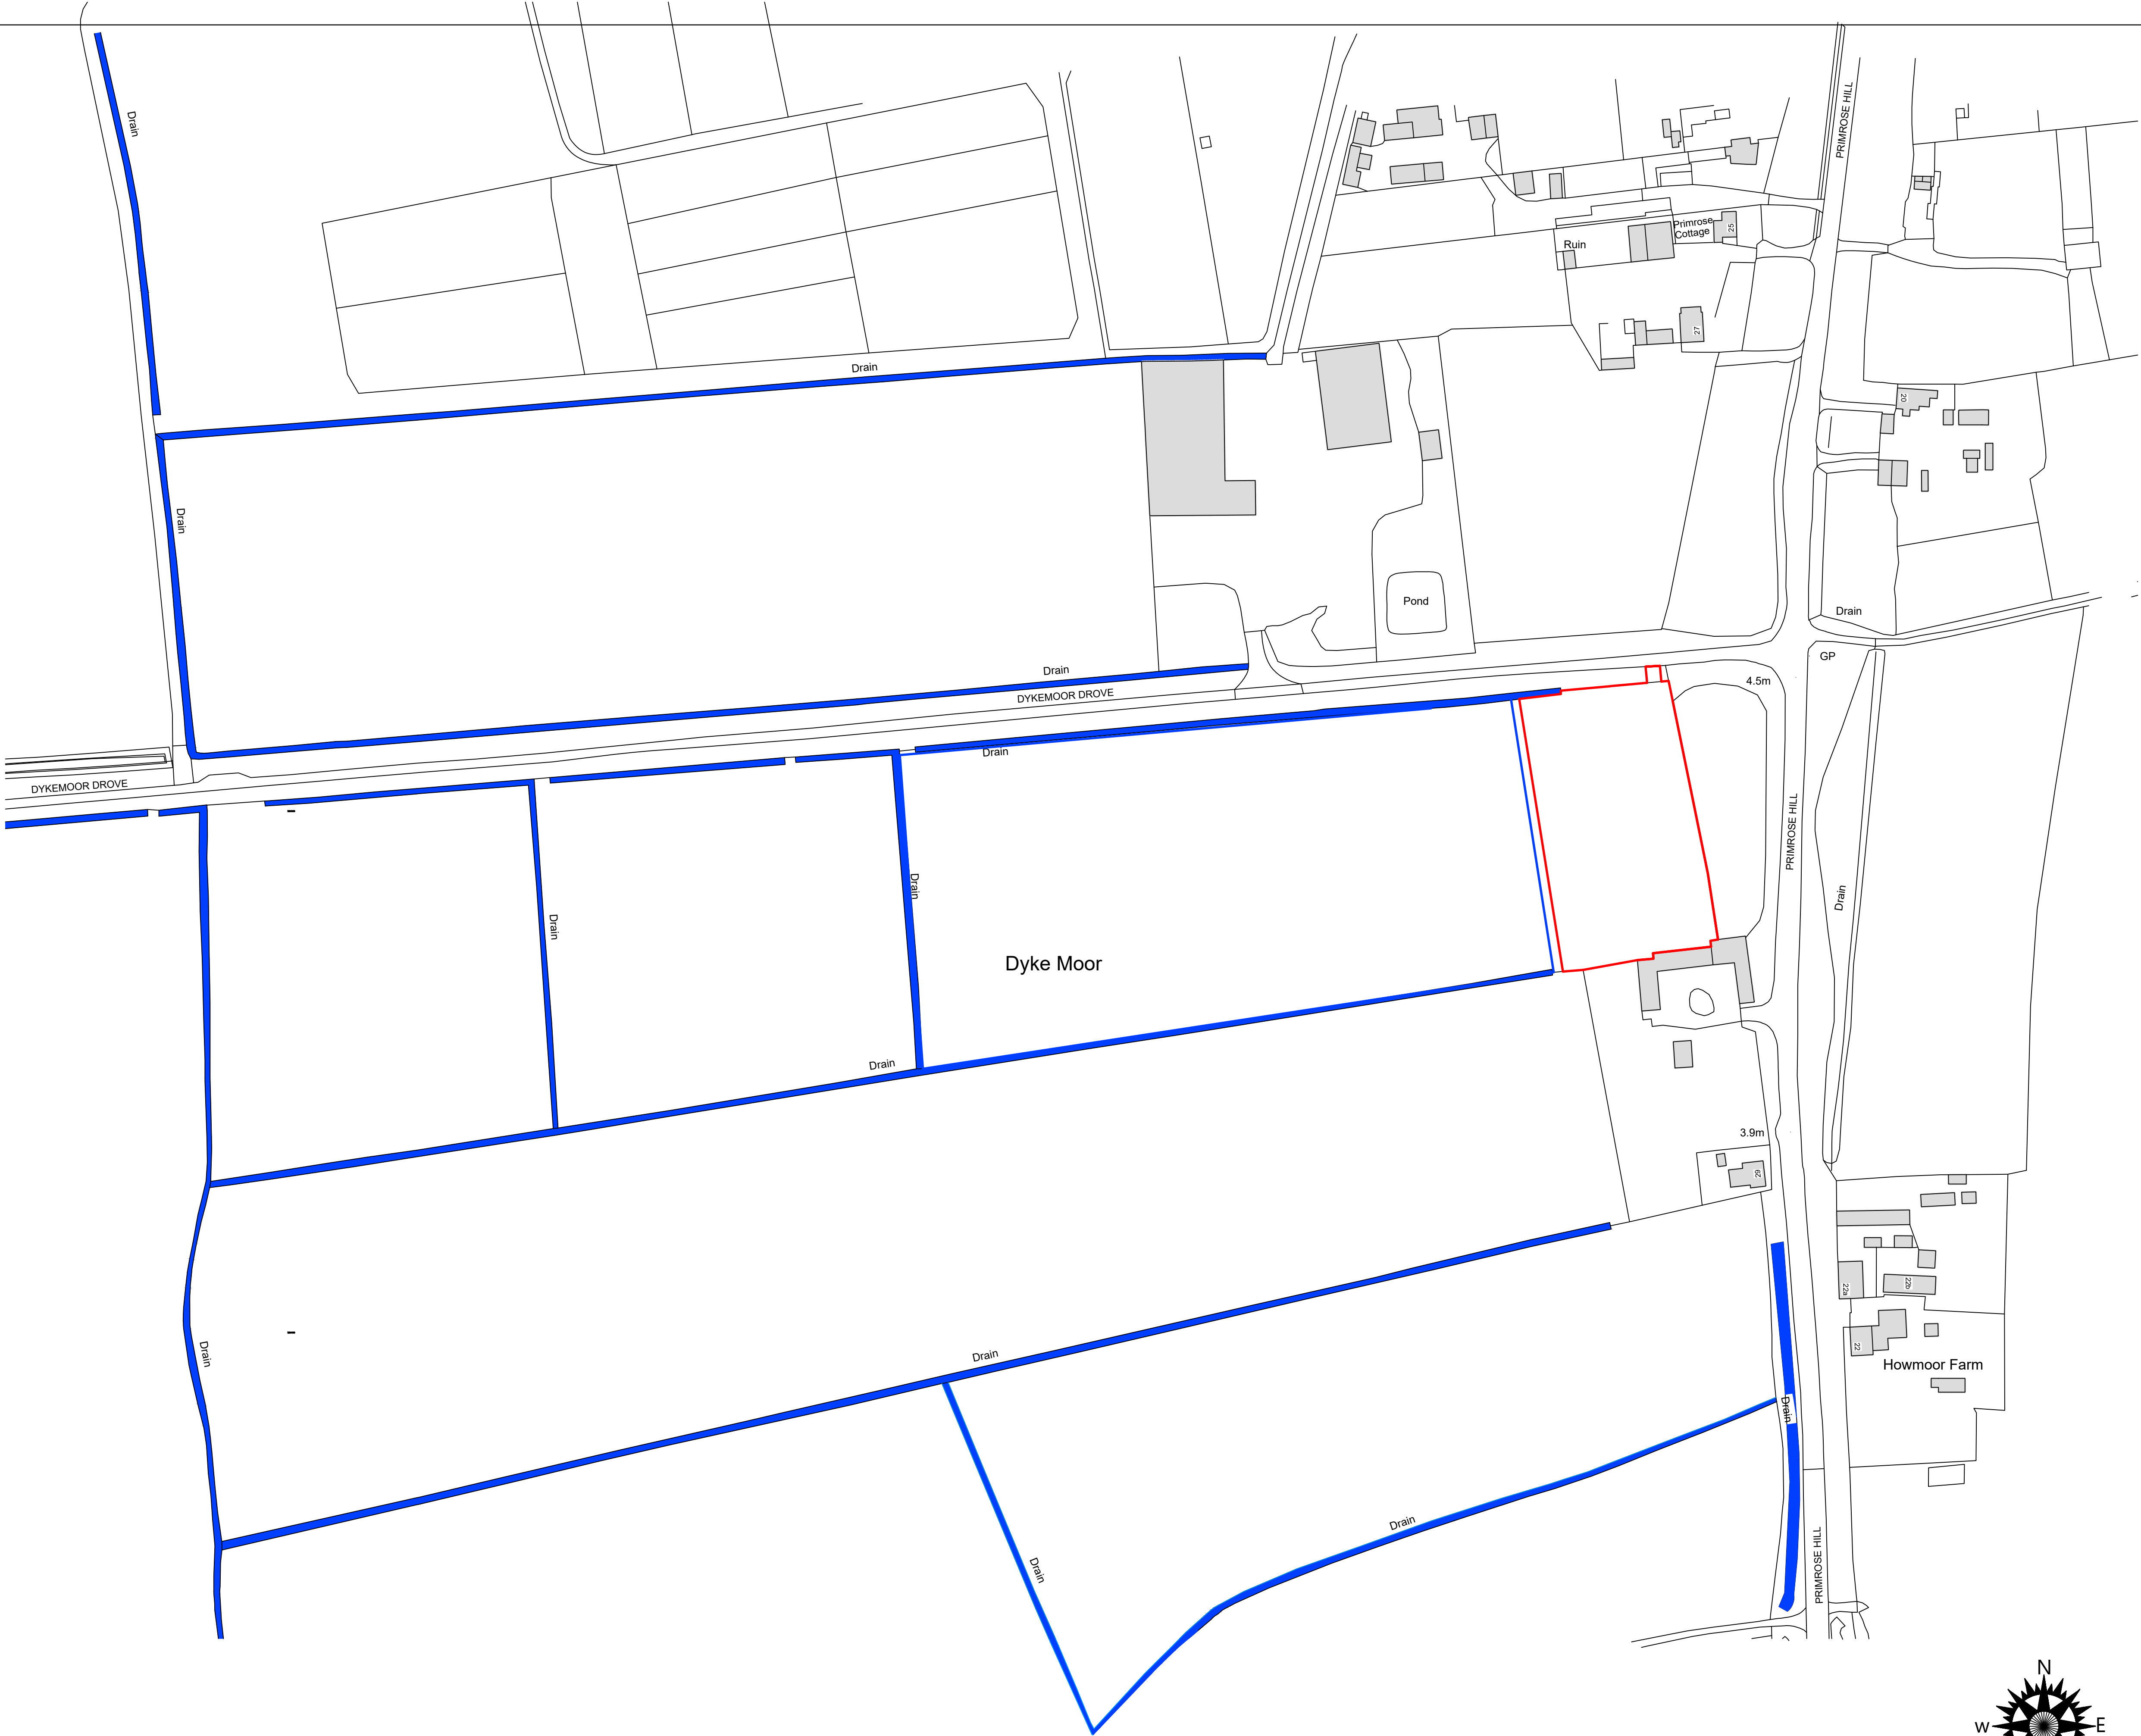 Drain
PRIMROSE HILL
Primrose
Cottage
25
Ruin
27
Drain
20
Drain
Pond
Drain
GP
Drain
DYKEMOOR DROVE
4.5m
Drain
DYKEMOOR DROVE
PRIMROSE HILL
Drain
Drain
Drain
Dyke Moor
Drain
3.9m
29
22a
22b
22
Howmoor Farm
Drain
Drain
Drain
Drain
Drain
PRIMROSE HILL
N
W
E